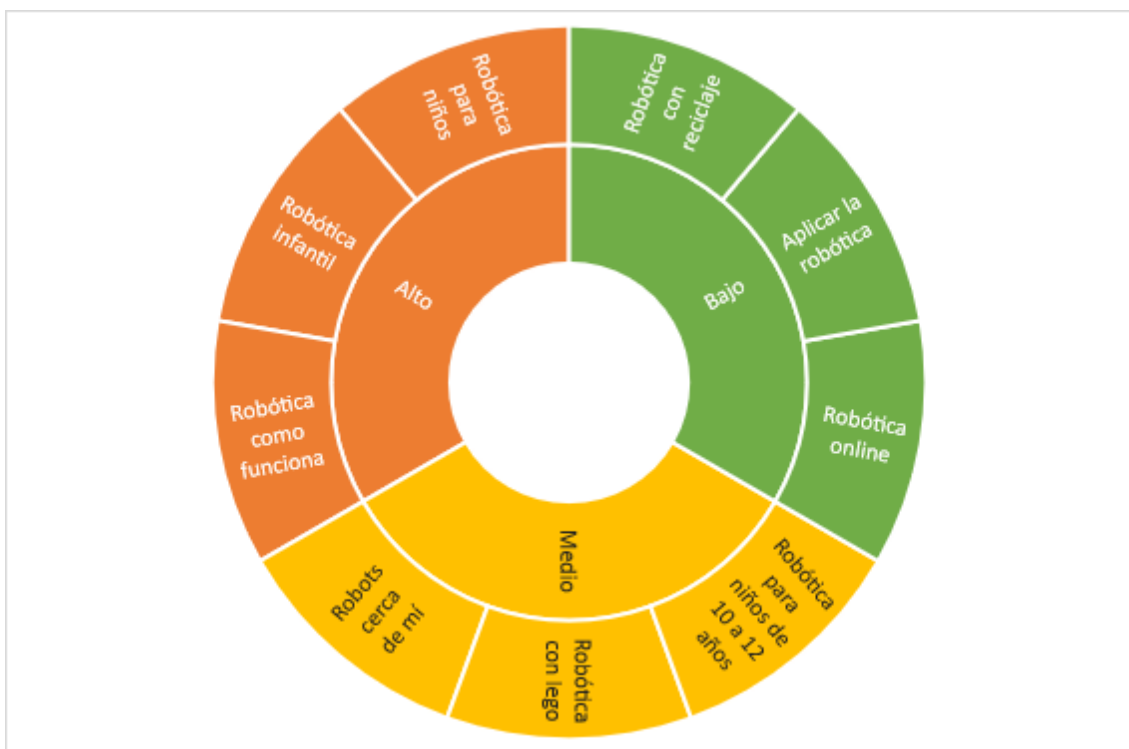 Robótica
con
reciclaje
Aplicar la
robótica
Robótica
online
Bajo
Robótica
para
niños de
10 a 12
años
Robótica
con lego
Robots
cerca
de mí
Medio
Robótica
como
funciona
Robótica
infantil
Robótica
para
niños
Alto